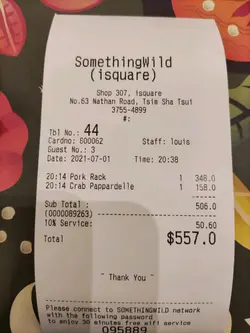 SomethingWild
(isquare)
Shop 307, isquare
No.63 Nathan Road, Tsim Sha Tsui
3755-4899
#:
Tbl No.: 44
Cardno: 600062 Staff: louis
Guest No.: 3
Date: 2021-07-01 Time: 20:38
20:14 Pork Rack 1 348.0
20:14 Crab Pappardelle 1 158.0
Sub Total : 506.0
(0000089263)
10% Service: 50.60
Total $557.0
~ Thank You ~
Please connect to SOMETHINGWILD network
with the following password
to enjoy 30 minutes free wifi service
095889